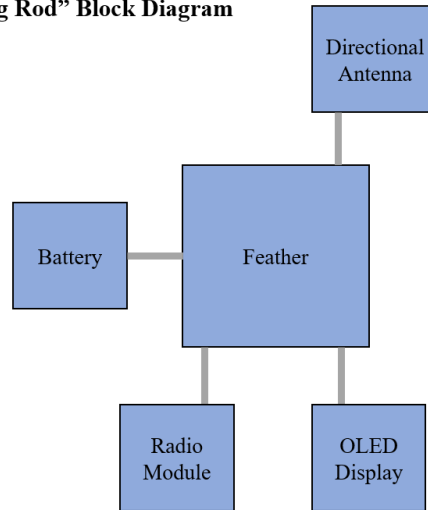 g Rod” Block Diagram
Directional
Antenna
Battery
Feather
Radio
Module
OLED
Display